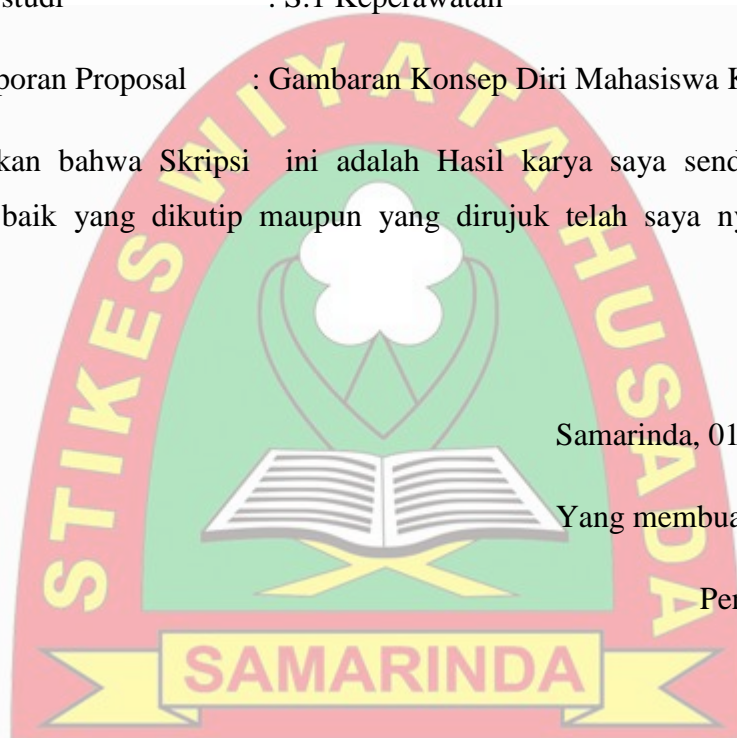 studi : S.1 Keperawatan
poran Proposal : Gambaran Konsep Diri Mahasiswa K
kan bahwa Skripsi ini adalah Hasil karya saya send
baik yang dikutip maupun yang dirujuk telah saya ny
STIKES WIYATA HUSADA
Samarinda, 01
Yang membua
Pen
SAMARINDA